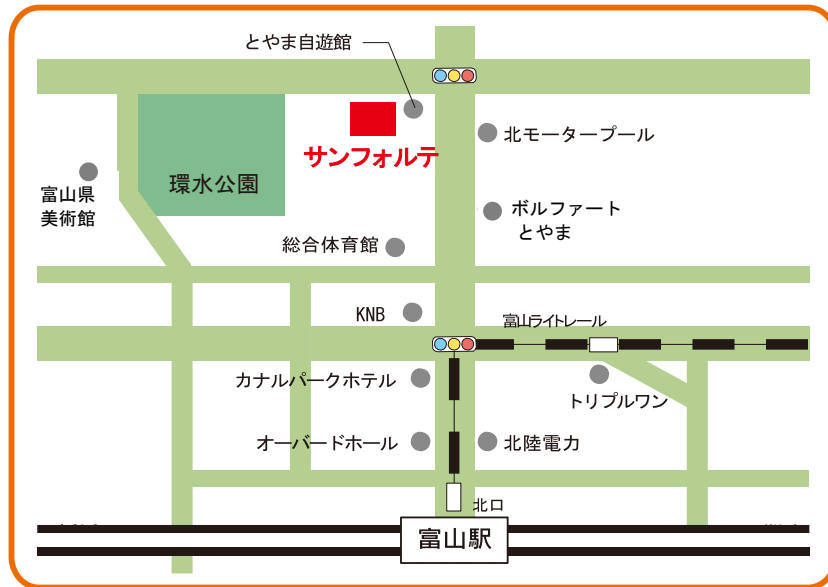 とやま自遊館
北モータープール
サンフォルテ
環水公園
富山県
美術館
ボルファート
とやま
総合体育館
KNB
富山ライトレール
カナルパークホテル
トリプルワン
オーバードホール
北陸電力
北口
富山駅